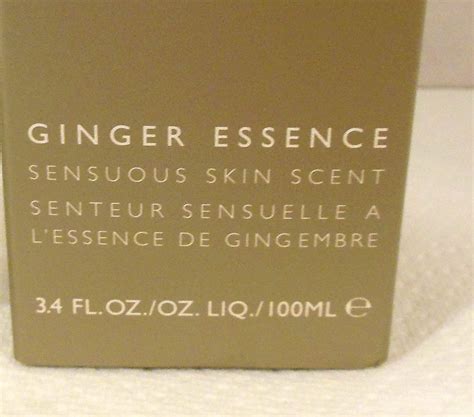 GINGER ESSENCE
SENSUOUS SKIN SCENT
SENTEUR SENSUELLE A
L'ESSENCE DE GINGEMBRE
3.4 FL.OZ./OZ. LIQ./100ML ℮